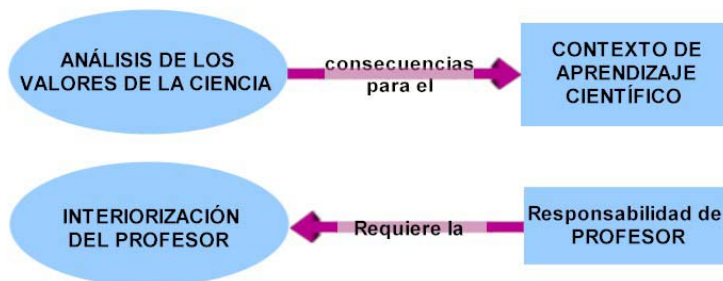 ANÁLISIS DE LOS
VALORES DE LA CIENCIA
consecuencias
para el
CONTEXTO DE
APRENDIZAJE
CIENTÍFICO
INTERIORIZACIÓN
DEL PROFESOR
Requiere la
Responsabilidad de
PROFESOR